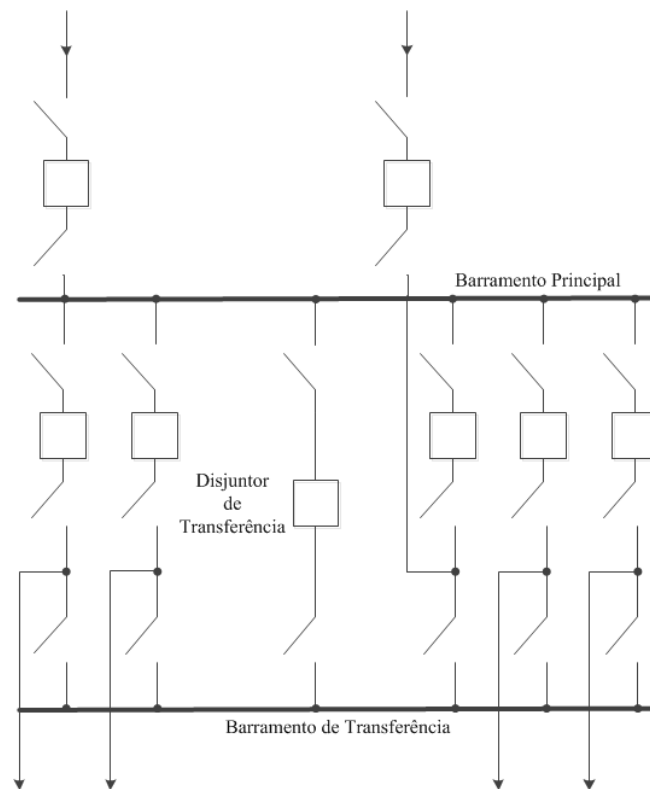 Barramento Principal
Disjuntor
de
Transferência
Barramento de Transferência